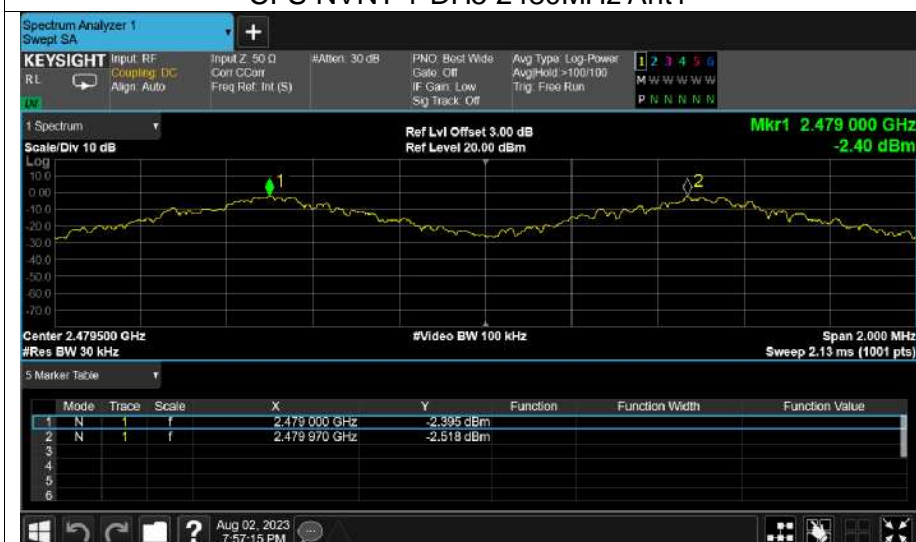 CFS NVNT 1-DH5 2480MHz Ant1
Spectrum Analyzer 1
Swept SA
+
KEYSIGHT
RL
Input: RF
Coupling: DC
Align: Auto
Input Z: 50 Ω
Corr CCorr
Freq Ref: Int (S)
#Atten: 30 dB
PNO: Best Wide
Gate: Off
IF Gain: Low
Sig Track: Off
Avg Type: Log-Power
Avg|Hold:>100/100
Trig: Free Run
1 2 3 4 5 6
M W W W W W
P N N N N N
1 Spectrum
Scale/Div 10 dB
Ref Lvl Offset 3.00 dB
Ref Level 20.00 dBm
Mkr1 2.479 000 GHz
-2.40 dBm
Log
10.0
0.00
-10.0
-20.0
-30.0
-40.0
-50.0
-60.0
-70.0
1
2
Center 2.479500 GHz
#Res BW 30 kHz
#Video BW 100 kHz
Span 2.000 MHz
Sweep 2.13 ms (1001 pts)
5 Marker Table
Mode Trace Scale X Y Function Function Width Function Value
1 N 1 f 2.479 000 GHz -2.395 dBm
2 N 1 f 2.479 970 GHz -2.518 dBm
3
4
5
6
?
Aug 02, 2023
7:57:15 PM